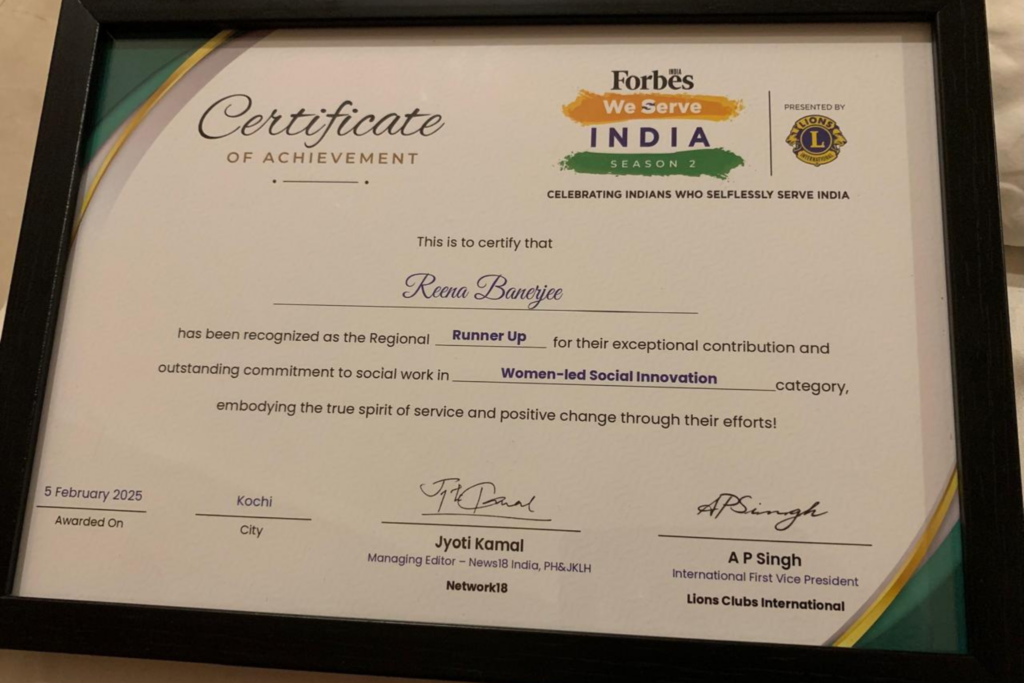 Certificate
OF ACHIEVEMENT
Forbes INDIA
We Serve
INDIA
SEASON 2
PRESENTED BY
LIONS
L
INTERNATIONAL
CELEBRATING INDIANS WHO SELFLESSLY SERVE INDIA
This is to certify that
Reena Banerjee
has been recognized as the Regional Runner Up for their exceptional contribution and
outstanding commitment to social work in Women-led Social Innovation category,
embodying the true spirit of service and positive change through their efforts!
5 February 2025
Awarded On
Kochi
City
Jyoti Kamal
Managing Editor – News18 India, PH&JKLH
Network18
APSingh
A P Singh
International First Vice President
Lions Clubs International